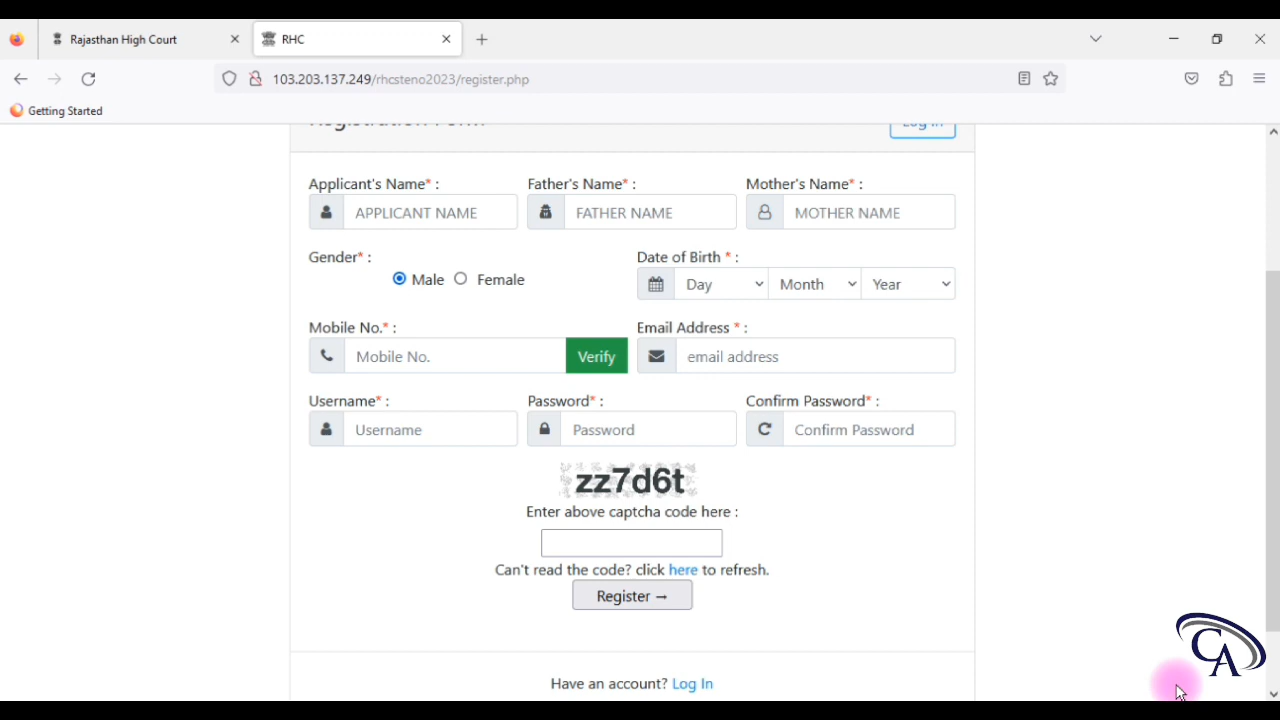 Rajasthan High Court
RHC
103.203.137.249/rhcsteno2023/register.php
Getting Started
Registration Form
Log In
Applicant's Name* : Father's Name* : Mother's Name* :
APPLICANT NAME FATHER NAME MOTHER NAME
Gender* : Date of Birth * :
Male Female Day Month Year
Mobile No.* : Email Address * :
Mobile No. Verify email address
Username* : Password* : Confirm Password* :
Username Password Confirm Password
zz7d6t
Enter above captcha code here :
Can't read the code? click here to refresh.
Register →
Have an account? Log In
CA